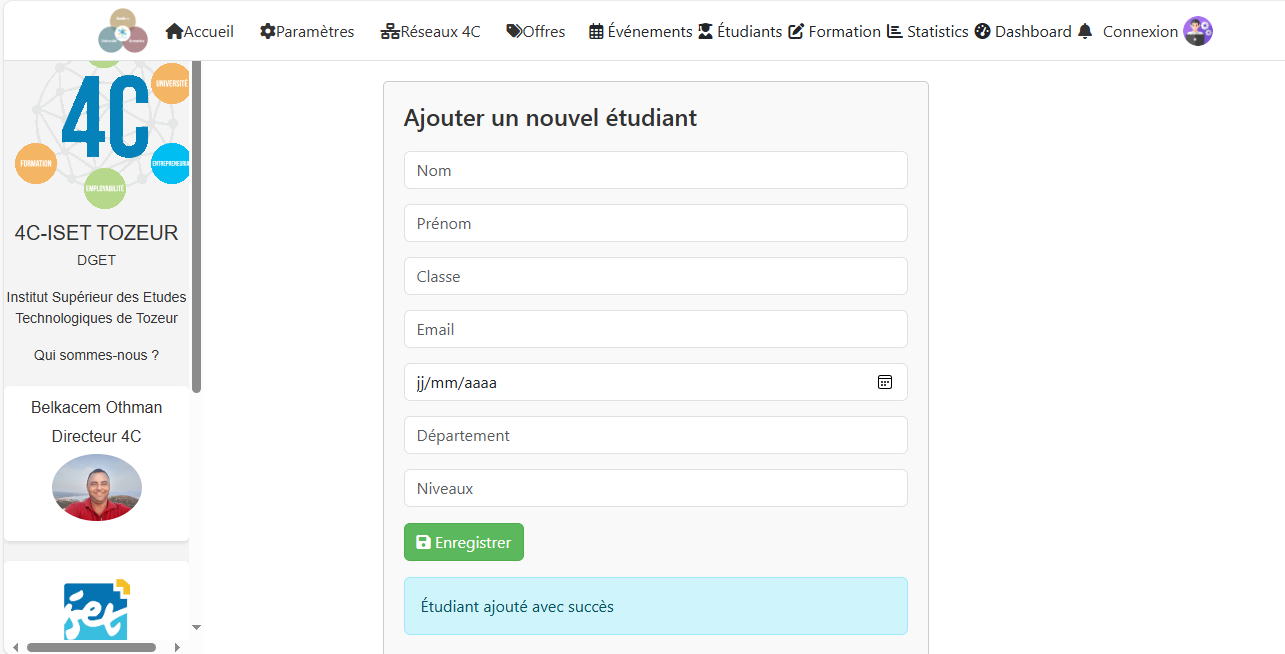 Accueil Paramètres Réseaux 4C Offres Événements Étudiants Formation Statistics Dashboard Connexion
UNIVERSITÉ
4C
FORMATION
EMPLOYABILITÉ
4C-ISET TOZEUR
DGET
Institut Supérieur des Etudes
Technologiques de Tozeur
Qui sommes-nous ?
Belkacem Othman
Directeur 4C
iset
Ajouter un nouvel étudiant
Nom
Prénom
Classe
Email
jj/mm/aaaa
Département
Niveaux
Enregistrer
Étudiant ajouté avec succès